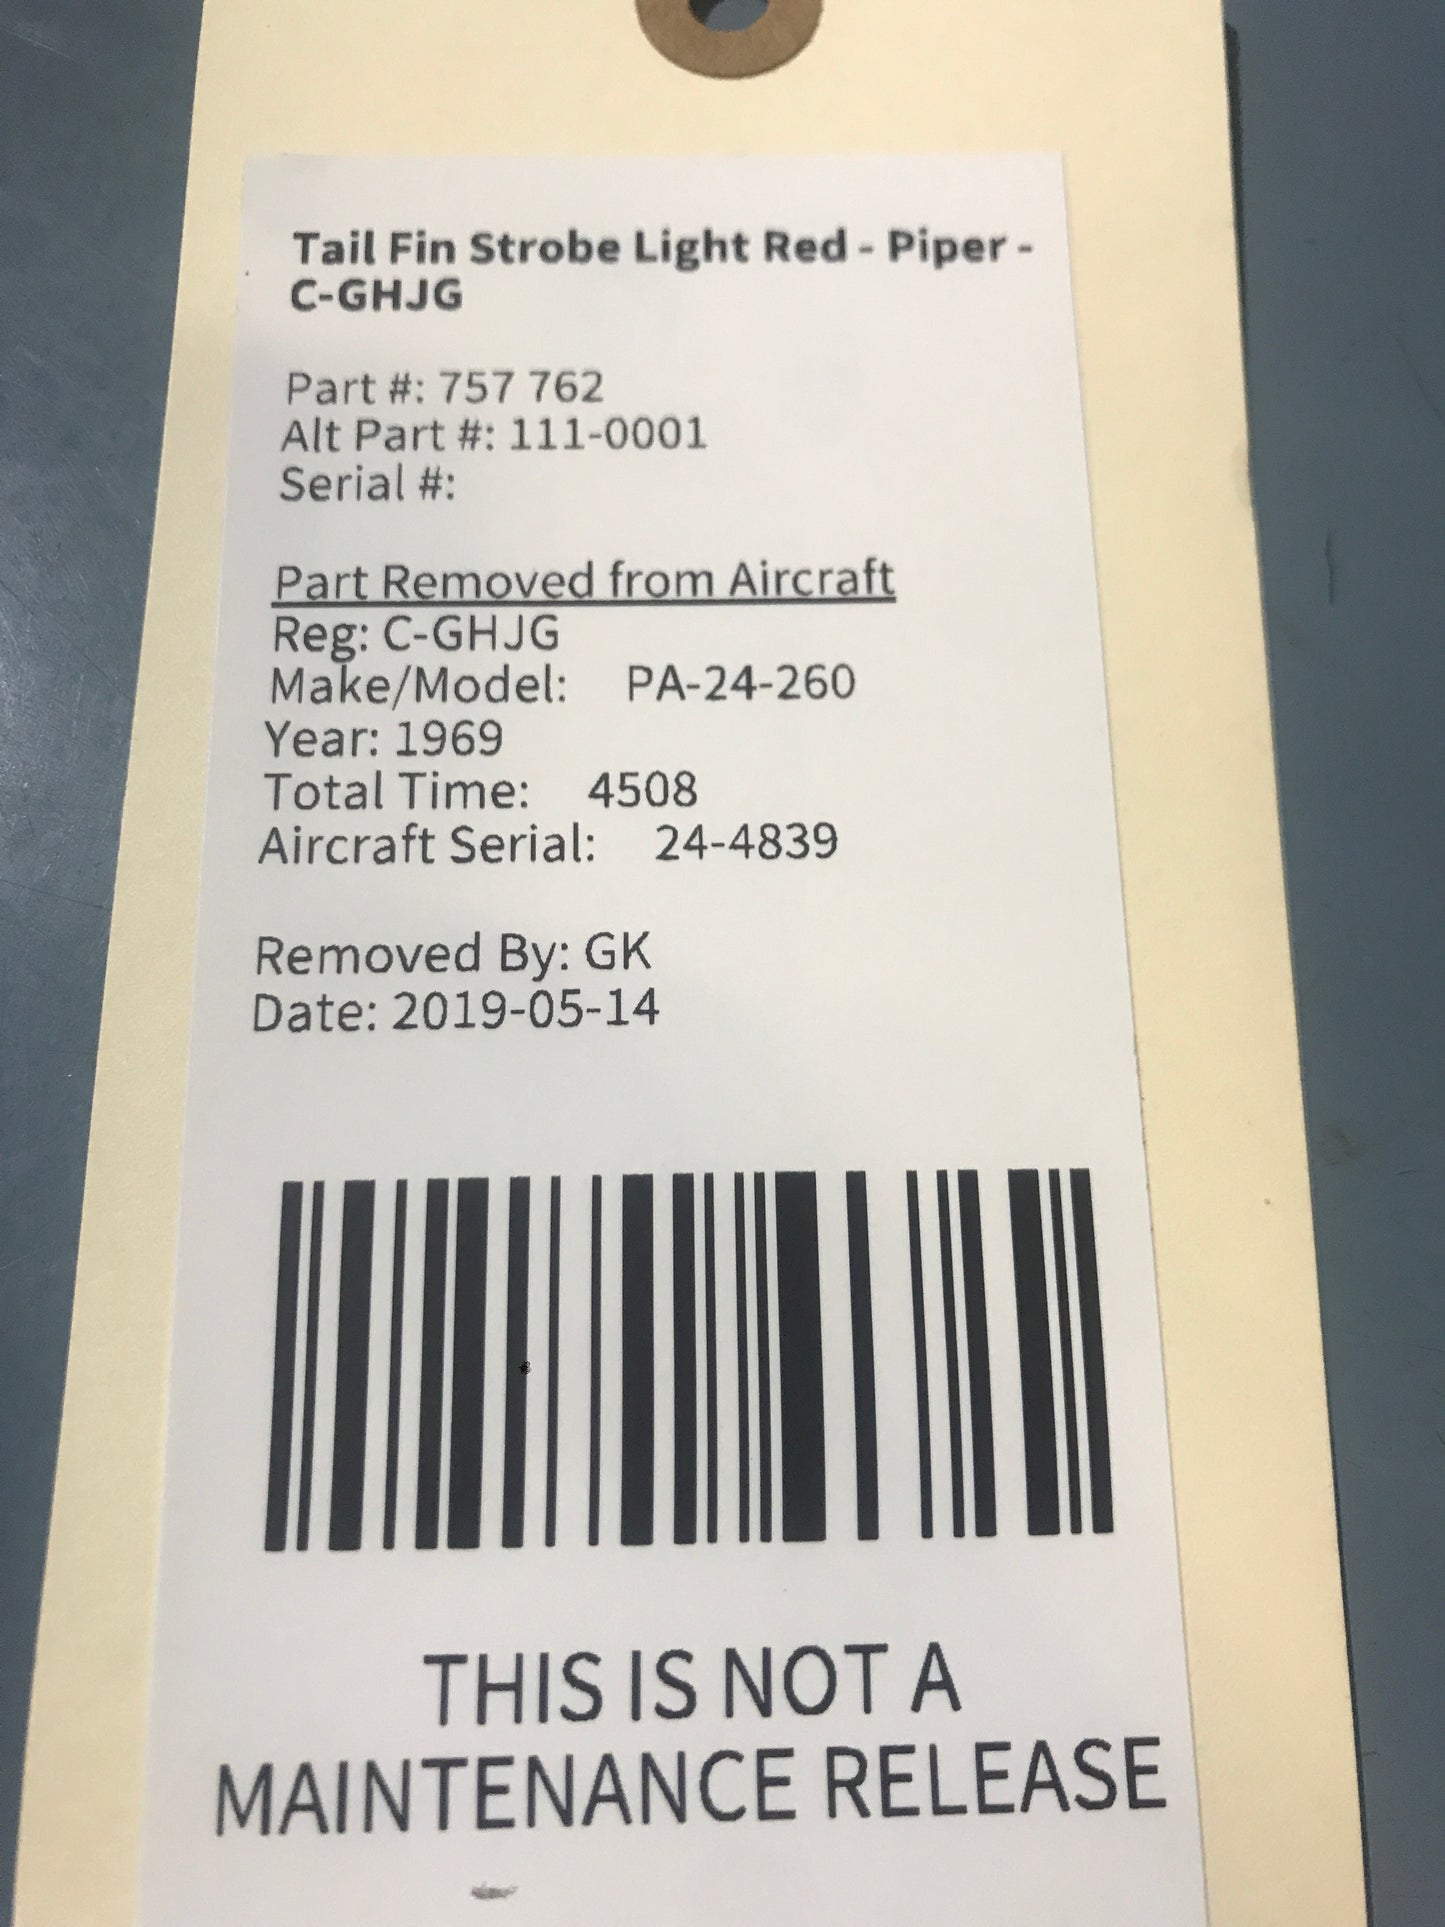 Tail Fin Strobe Light Red - Piper -
C-GHJG
Part #: 757 762
Alt Part #: 111-0001
Serial #:
Part Removed from Aircraft
Reg: C-GHJG
Make/Model: PA-24-260
Year: 1969
Total Time: 4508
Aircraft Serial: 24-4839
Removed By: GK
Date: 2019-05-14
THIS IS NOT A
MAINTENANCE RELEASE